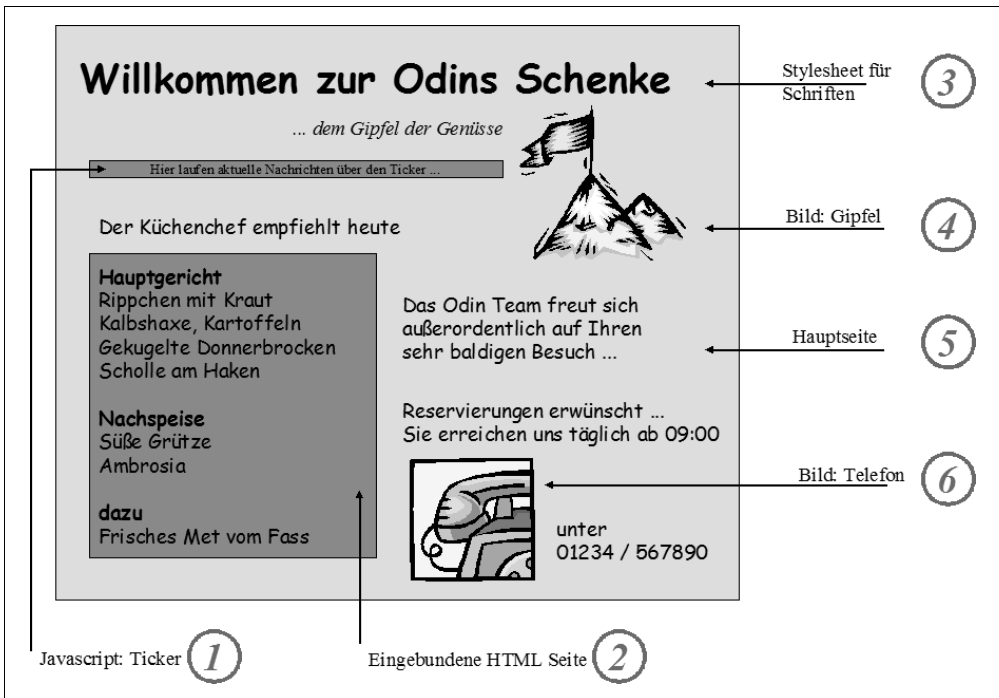 Willkommen zur Odins Schenke
... dem Gipfel der Genüsse
Hier laufen aktuelle Nachrichten über den Ticker ...
Der Küchenchef empfiehlt heute
Hauptgericht
Rippchen mit Kraut
Kalbshaxe, Kartoffeln
Gekugelte Donnerbrocken
Scholle am Haken
Nachspeise
Süße Grütze
Ambrosia
dazu
Frisches Met vom Fass
Das Odin Team freut sich
außerordentlich auf Ihren
sehr baldigen Besuch ...
Reservierungen erwünscht ...
Sie erreichen uns täglich ab 09:00
unter
01234 / 567890
Stylesheet für
Schriften
3
Bild: Gipfel
4
Hauptseite
5
Bild: Telefon
6
Javascript: Ticker
1
Eingebundene HTML Seite
2